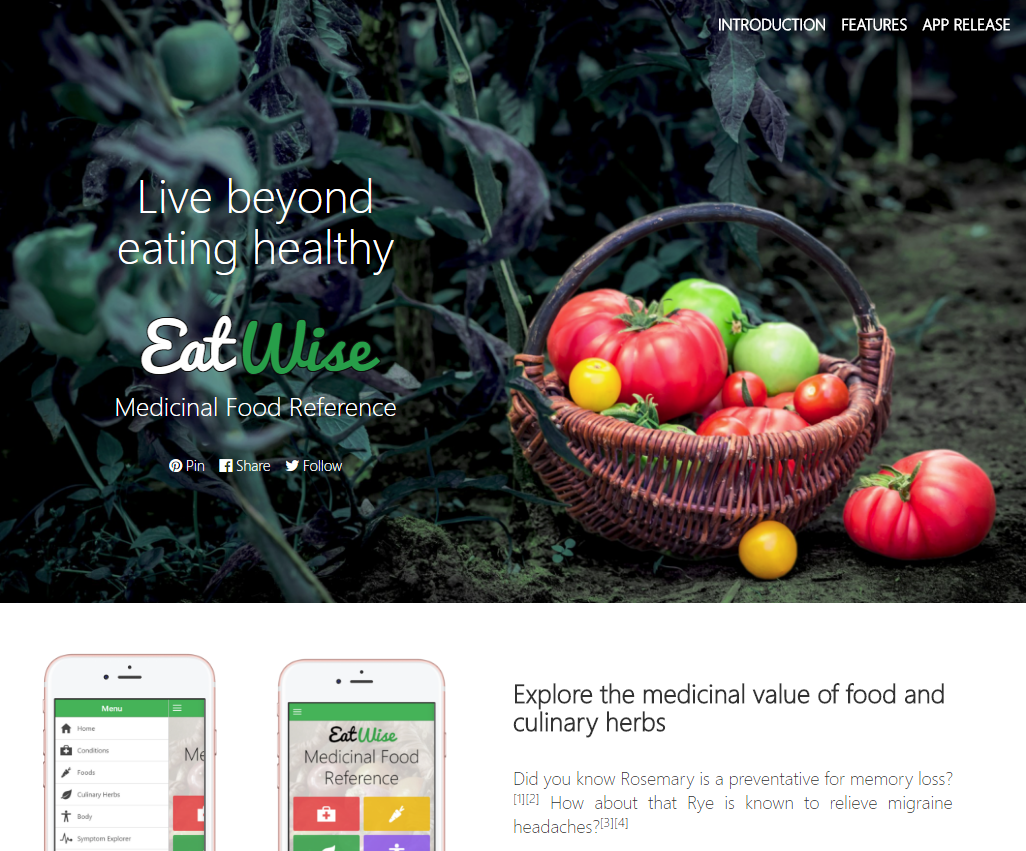 INTRODUCTION FEATURES APP RELEASE
Live beyond
eating healthy
EatWise
Medicinal Food Reference
Pin Share Follow
Menu
Home
Conditions
Foods
Culinary Herbs
Body
Symptom Explorer
Me
EatWise
Medicinal Food
Reference
Explore the medicinal value of food and
culinary herbs
Did you know Rosemary is a preventative for memory loss?
[1][2] How about that Rye is known to relieve migraine
headaches?[3][4]